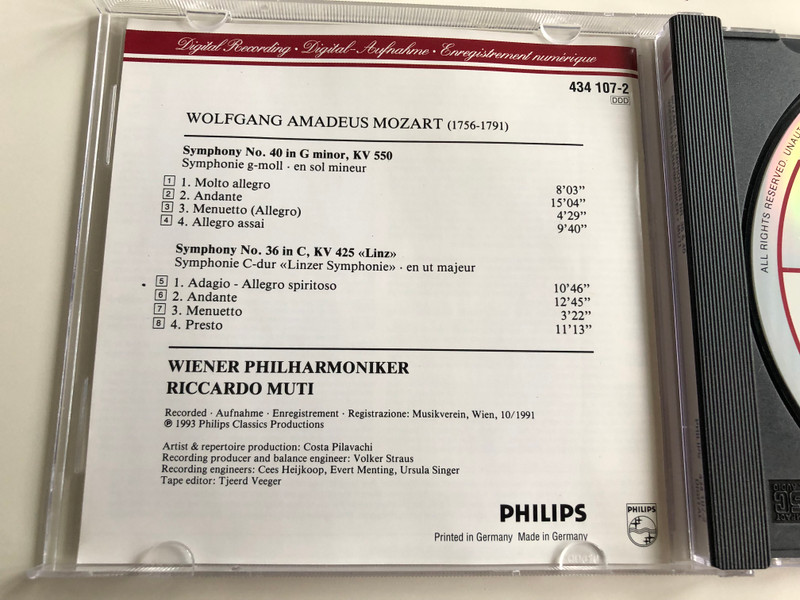 Digital Recording · Digital-Aufnahme · Enregistrement numérique
434 107-2
DDD
WOLFGANG AMADEUS MOZART (1756-1791)
Symphony No. 40 in G minor, KV 550
Symphonie g-moll · en sol mineur
1 1. Molto allegro 8’03”
2 2. Andante 15’04”
3 3. Menuetto (Allegro) 4’29”
4 4. Allegro assai 9’40”
Symphony No. 36 in C, KV 425 «Linz»
Symphonie C-dur «Linzer Symphonie» · en ut majeur
5 1. Adagio - Allegro spiritoso 10’46”
6 2. Andante 12’45”
7 3. Menuetto 3’22”
8 4. Presto 11’13”
WIENER PHILHARMONIKER
RICCARDO MUTI
Recorded · Aufnahme · Enregistrement · Registrazione: Musikverein, Wien, 10/1991
℗ 1993 Philips Classics Productions
Artist & repertoire production: Costa Pilavachi
Recording producer and balance engineer: Volker Straus
Recording engineers: Cees Heijkoop, Evert Menting, Ursula Singer
Tape editor: Tjeerd Veeger
PHILIPS
PHILIPS
Printed in Germany Made in Germany
ALL RIGHTS RESERVED. UNAUT